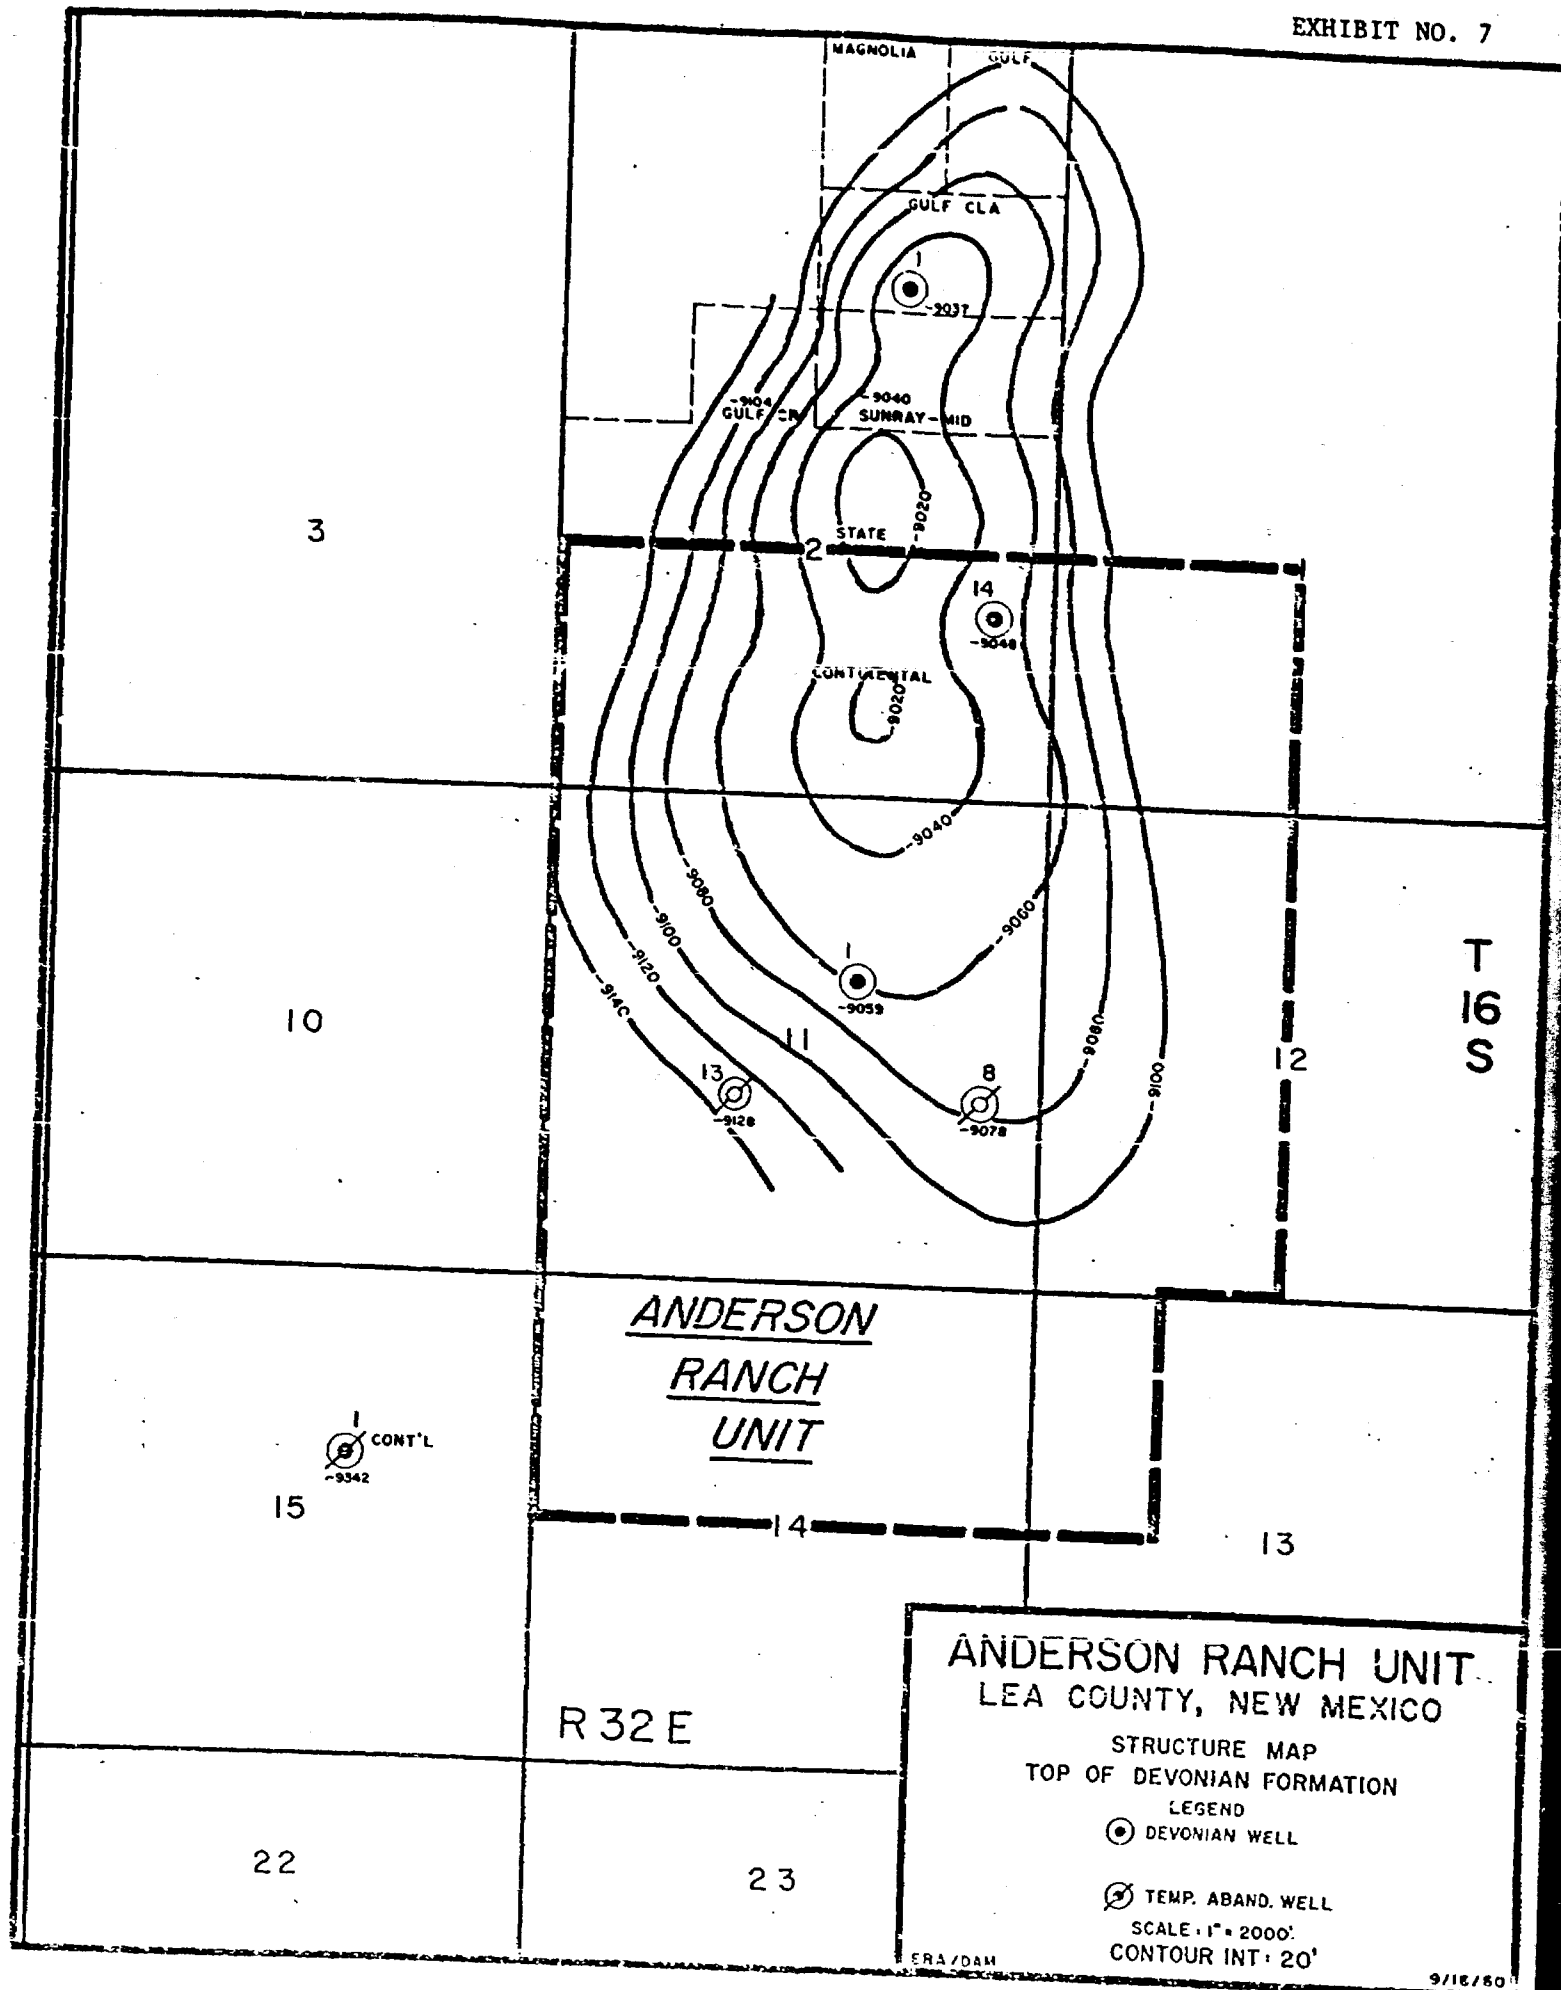 EXHIBIT NO. 7
MAGNOLIA
GULF
GULF CLA
1
-9037
-9104
-9040
GULF
SUNRAY-MID
-9020
3
STATE
2
14
-9048
CONTINENTAL
-9020
-9040
-9080
-9060
-9100
-9120
1
-9140
-9059
T
16
S
10
11
-9080
12
13
-9128
8
-9078
-9100
ANDERSON
RANCH
UNIT
1
CONT'L
-9342
15
14
13
R 32 E
22
23
ANDERSON RANCH UNIT
LEA COUNTY, NEW MEXICO
STRUCTURE MAP
TOP OF DEVONIAN FORMATION
LEGEND
DEVONIAN WELL
TEMP. ABAND. WELL
SCALE: 1" = 2000'
CONTOUR INT: 20'
ERA/DAM
9/16/60